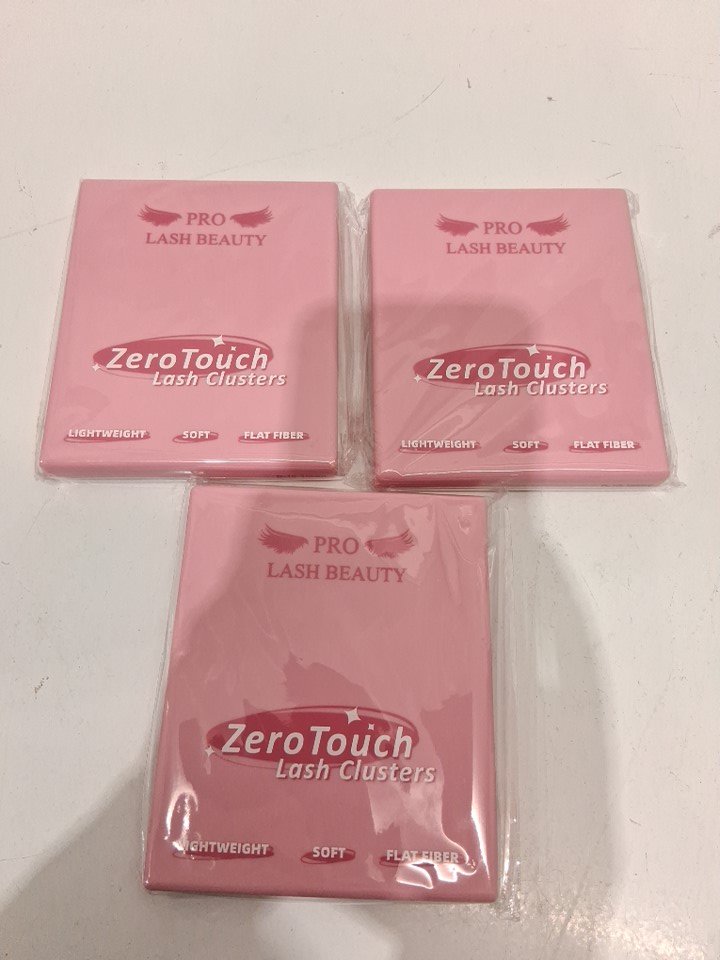 PRO
LASH BEAUTY
ZeroTouch
Lash Clusters
LIGHTWEIGHT SOFT FLAT FIBER
PRO
LASH BEAUTY
ZeroTouch
Lash Clusters
LIGHTWEIGHT SOFT FLAT FIBER
PRO
LASH BEAUTY
ZeroTouch
Lash Clusters
LIGHTWEIGHT SOFT FLAT FIBER